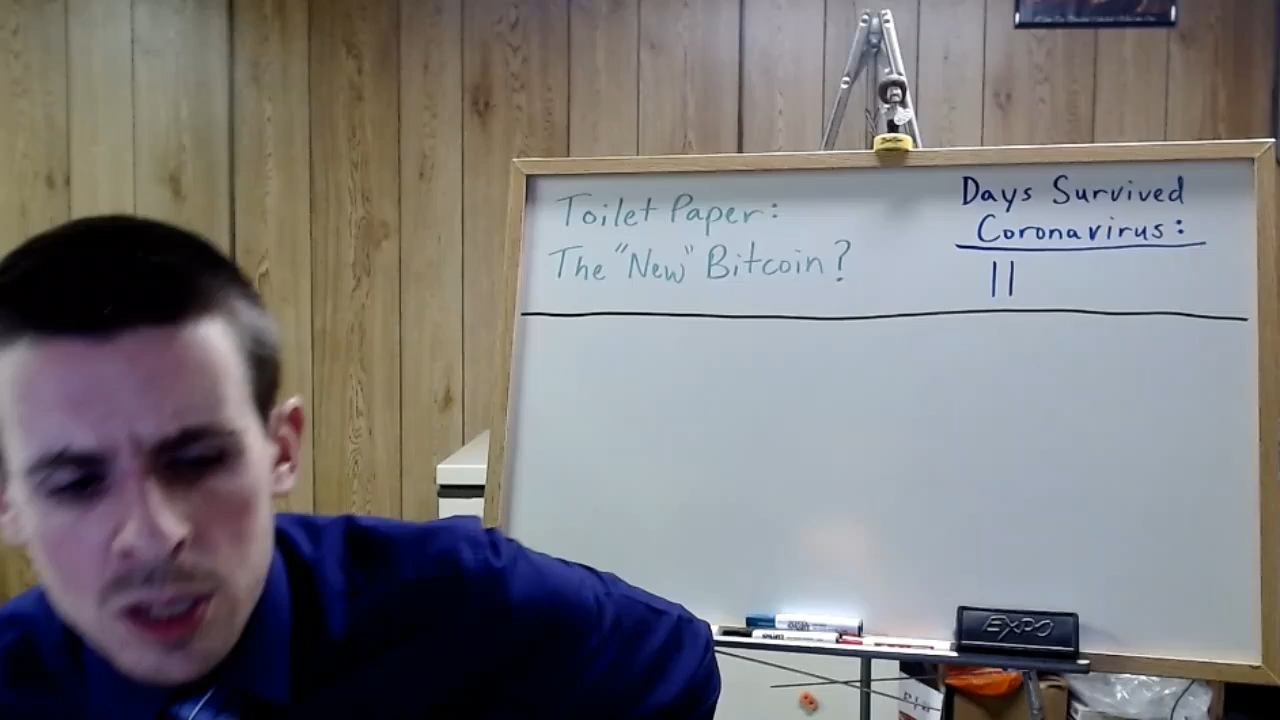 Toilet Paper:
The "New" Bitcoin?
Days Survived
Coronavirus:
11
EXPO